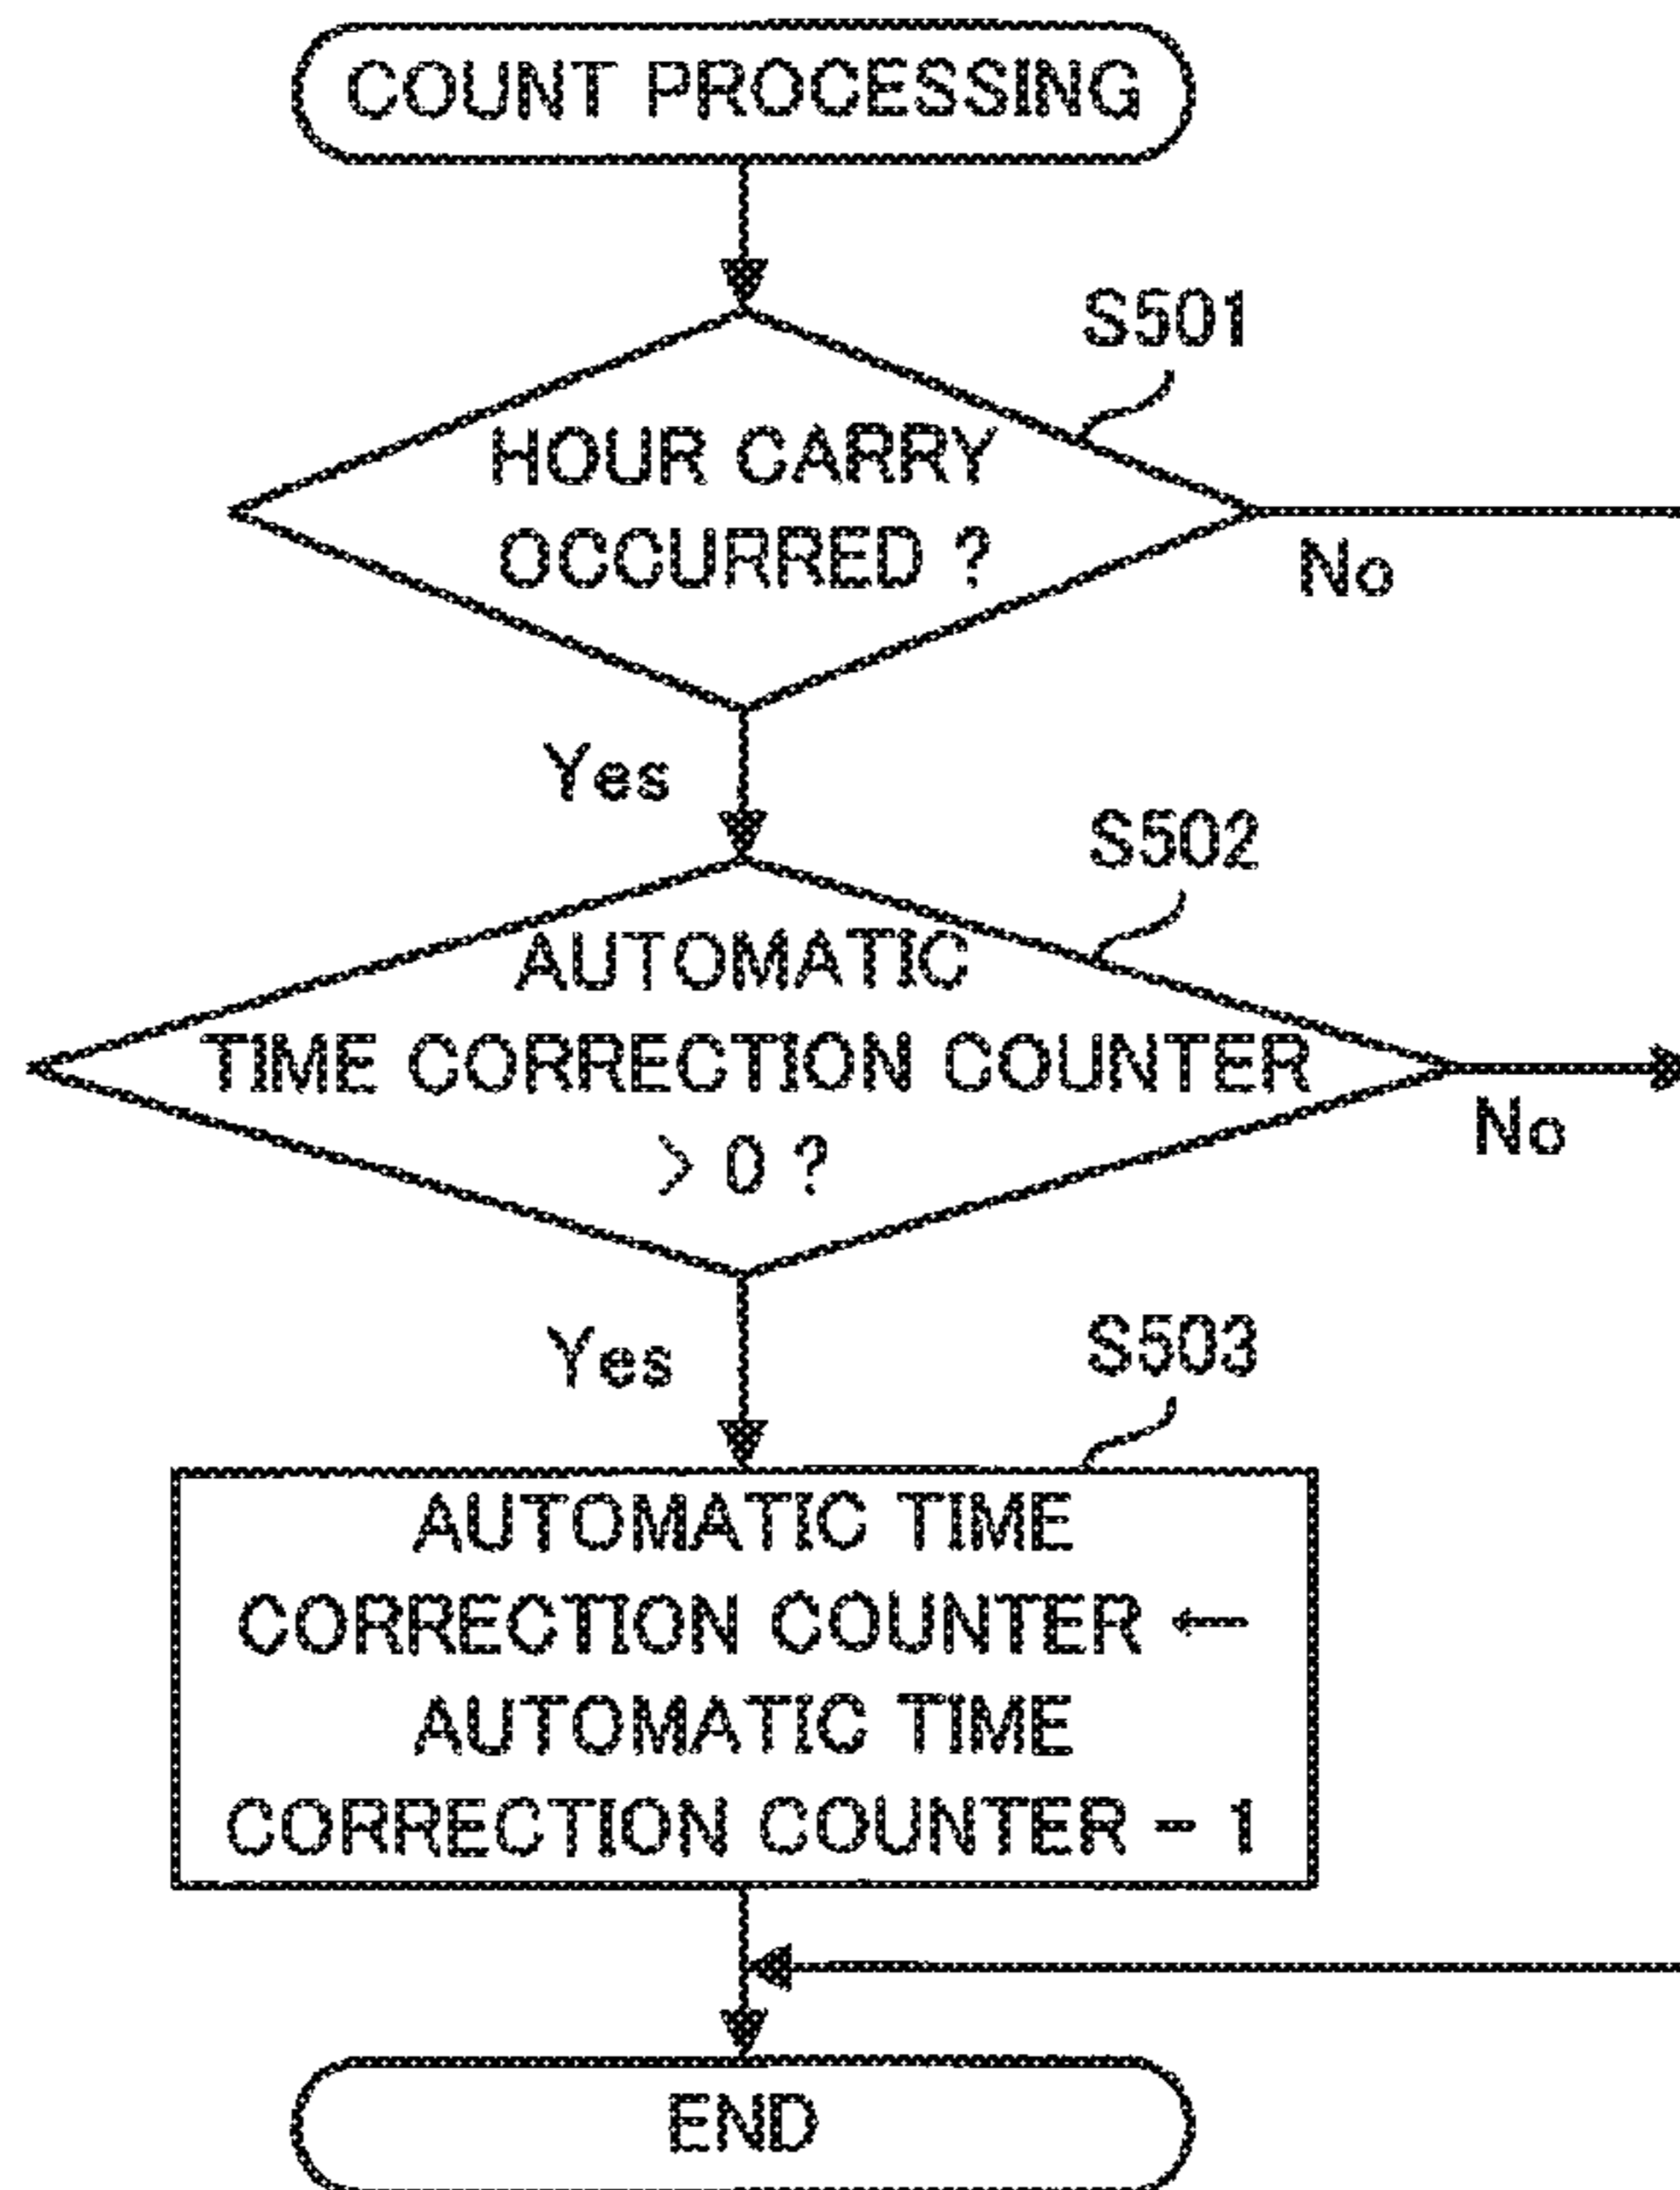 COUNT PROCESSING
S501
HOUR CARRY
OCCURRED ?
No
Yes
S502
AUTOMATIC
TIME CORRECTION COUNTER
> 0 ?
No
Yes
S503
AUTOMATIC TIME
CORRECTION COUNTER ←
AUTOMATIC TIME
CORRECTION COUNTER - 1
END